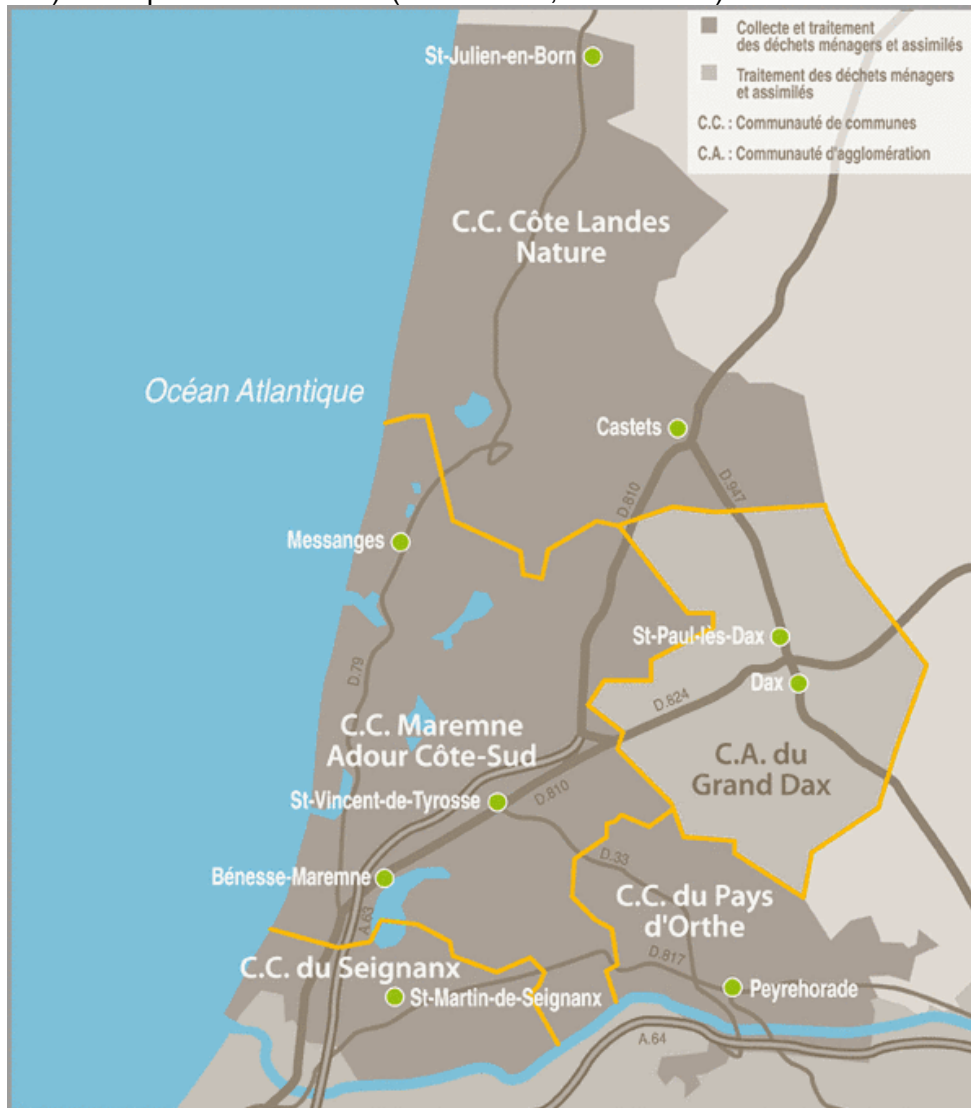 Collecte et traitement
des déchets ménagers et assimilés
Traitement des déchets ménagers
et assimilés
C.C. : Communauté de communes
C.A. : Communauté d'agglomération
St-Julien-en-Born
C.C. Côte Landes
Nature
Océan Atlantique
Castets
D.810
D.947
Messanges
St-Paul-lès-Dax
D.79
Dax
D.824
C.C. Maremne
Adour Côte-Sud
C.A. du
Grand Dax
St-Vincent-de-Tyrosse
D.810
D.33
Bénesse-Maremne
A.63
C.C. du Pays
d'Orthe
D.817
C.C. du Seignanx
St-Martin-de-Seignanx
Peyrehorade
A.64